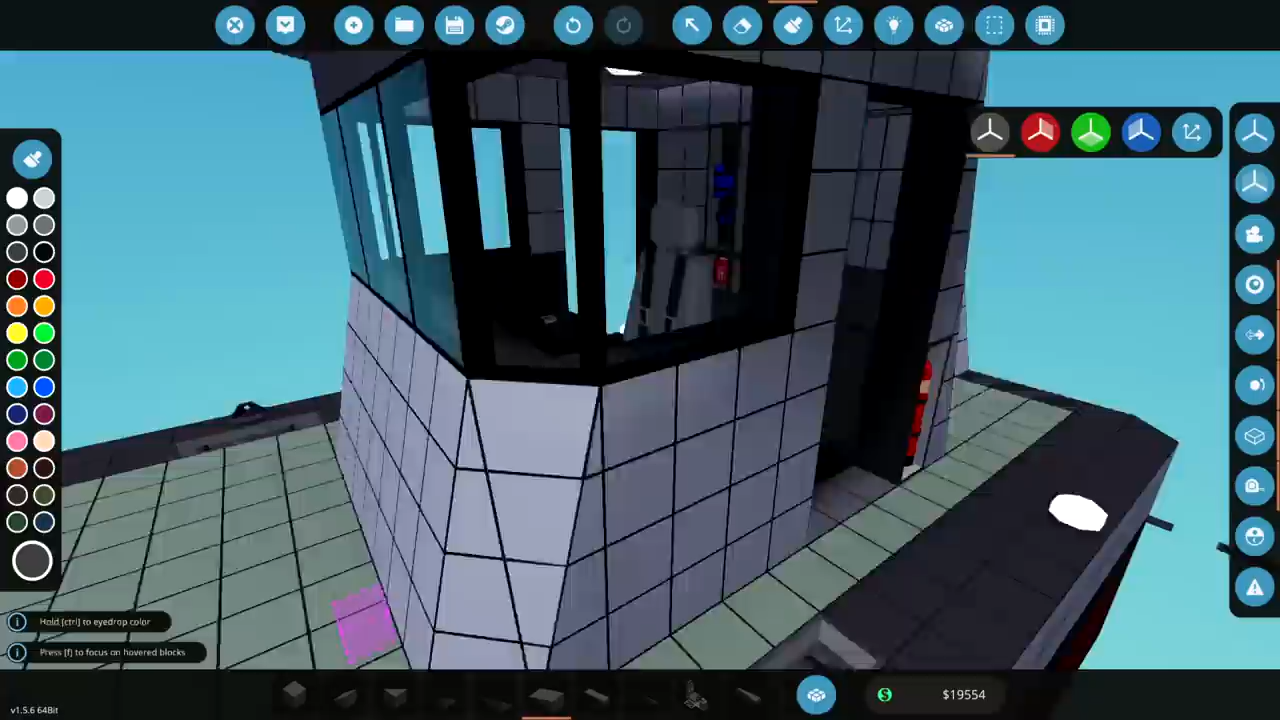 Hold [ctrl] to eyedrop color
Press [f] to focus on hovered blocks
v1.5.6 64Bit
$19554